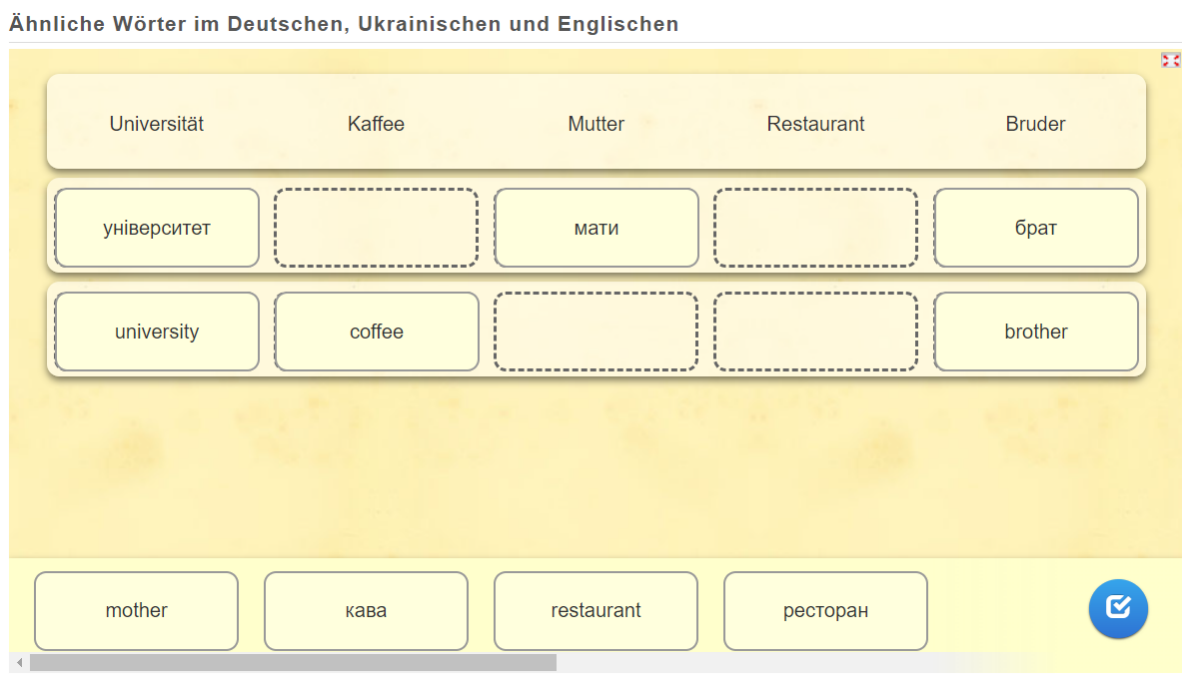 Ähnliche Wörter im Deutschen, Ukrainischen und Englischen
Universität Kaffee Mutter Restaurant Bruder
університет мати брат
university coffee brother
mother кава restaurant ресторан